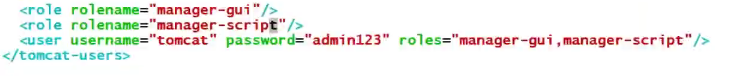 <role rolename="manager-gui"/>
<role rolename="manager-script"/>
<user username="tomcat" password="admin123" roles="manager-gui,manager-script"/>
</tomcat-users>